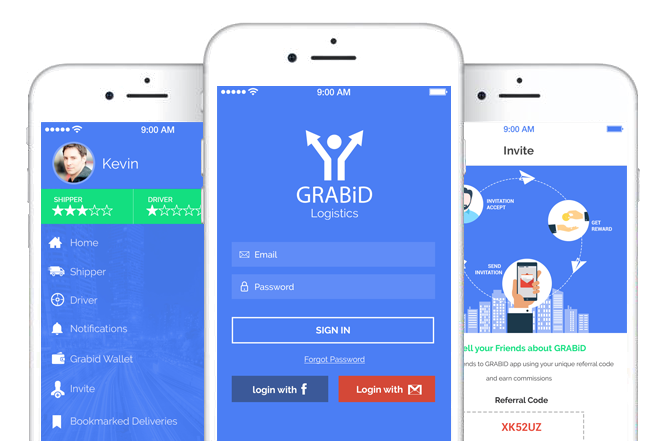 9:00 AM
Kevin
SHIPPER
DRIVER
Home
Shipper
Driver
Notifications
Grabid Wallet
Invite
Bookmarked Deliveries
9:00 AM
GRABiD
Logistics
Email
Password
SIGN IN
Forgot Password
login with f
Login with M
9:00 AM
Invite
INVITATION
ACCEPT
GET
REWARD
SEND
INVITATION
ell your Friends about GRABiD
ends to GRABID app using your unique referral code
and earn commissions
Referral Code
XK52UZ